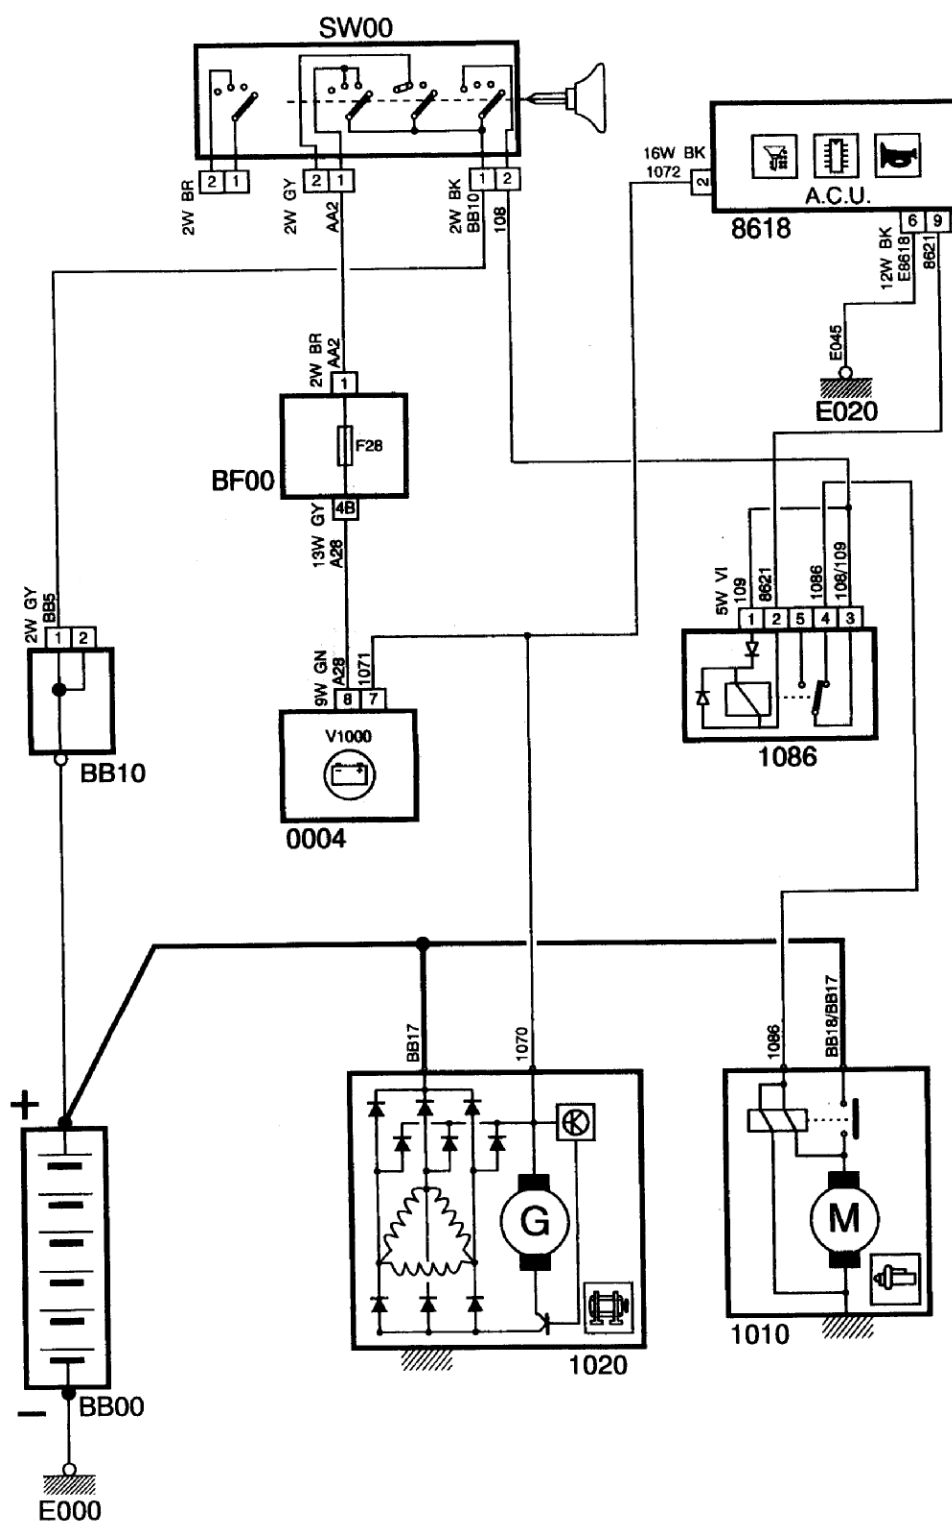 SW00
2 1
2W BR
2 1
2W GY
AA2
1 2
2W BK
BB10
108
16W BK
1072
2
A.C.U.
8618
6 9
12W BK
E8618
8621
E045
E020
2W BR
AA2
1
F28
BF00
4B
13W GY
A28
2W GY
BB5
1 2
BB10
9W GN
A28
1071
8 7
V1000
0004
5W VI
109
8621
1086
108/109
1 2 5 4 3
1086
BB17
1070
1086
BB18/BB17
+
G
M
1020
1010
−
BB00
E000